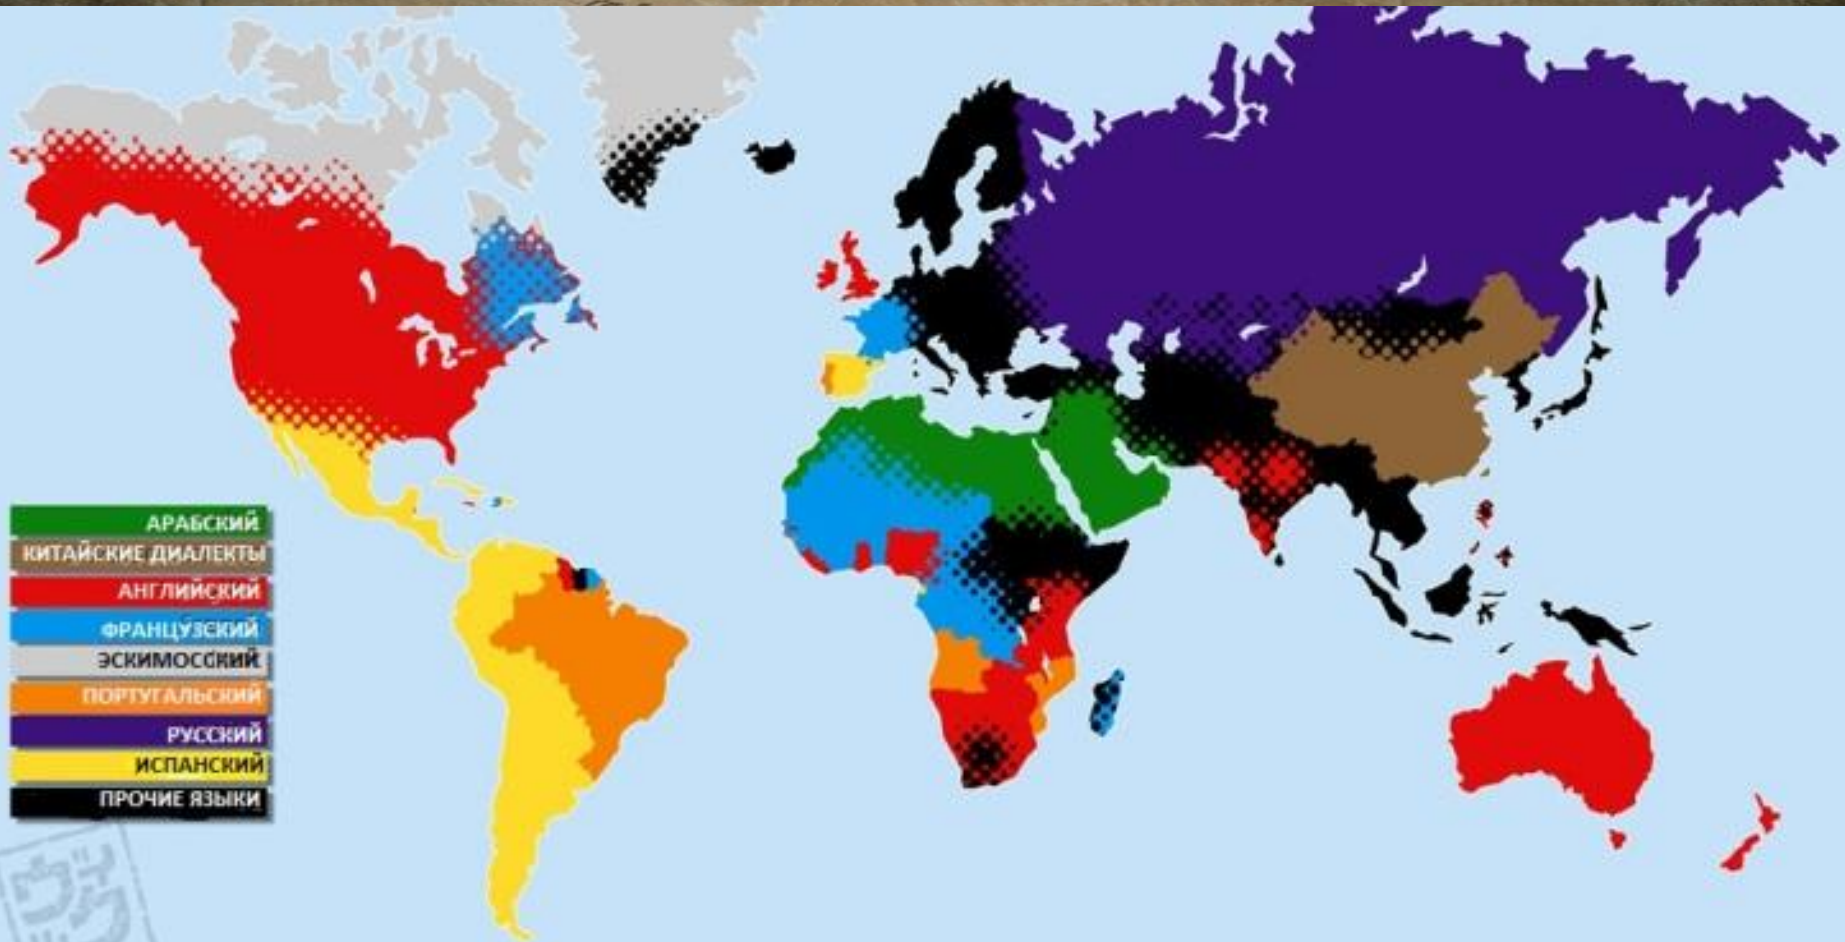 АРАБСКИЙ
КИТАЙСКИЕ ДИАЛЕКТЫ
АНГЛИЙСКИЙ
ФРАНЦУЗСКИЙ
ЭСКИМОССКИЙ
ПОРТУГАЛЬСКИЙ
РУССКИЙ
ИСПАНСКИЙ
ПРОЧИЕ ЯЗЫКИ